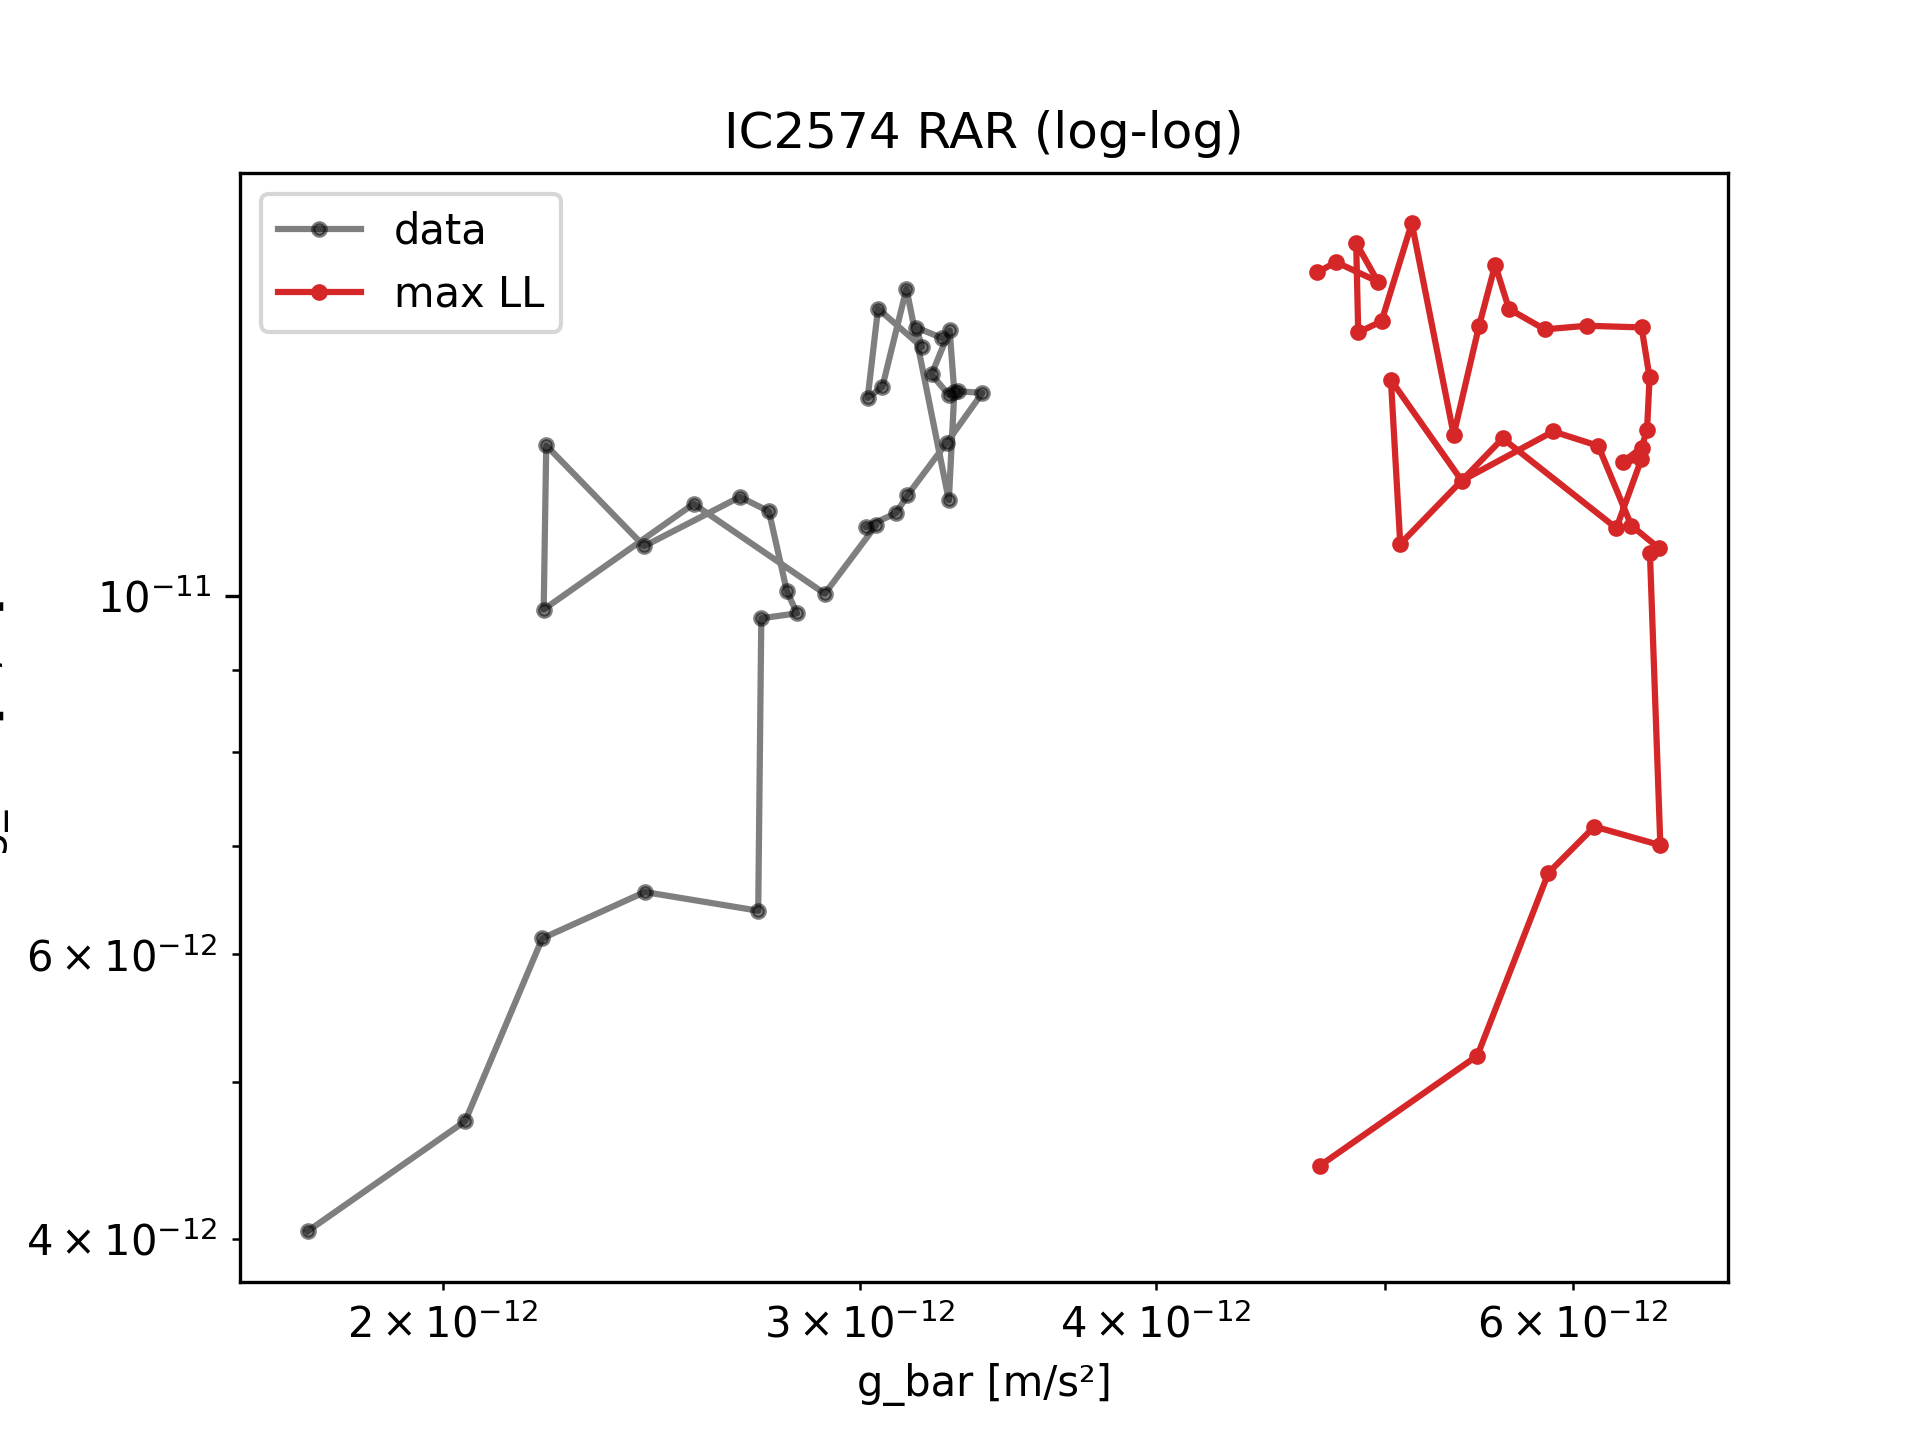 IC2574 RAR (log-log)
data
max LL
10⁻¹¹
6 × 10⁻¹²
4 × 10⁻¹²
2 × 10⁻¹²
3 × 10⁻¹²
4 × 10⁻¹²
6 × 10⁻¹²
g_bar [m/s²]